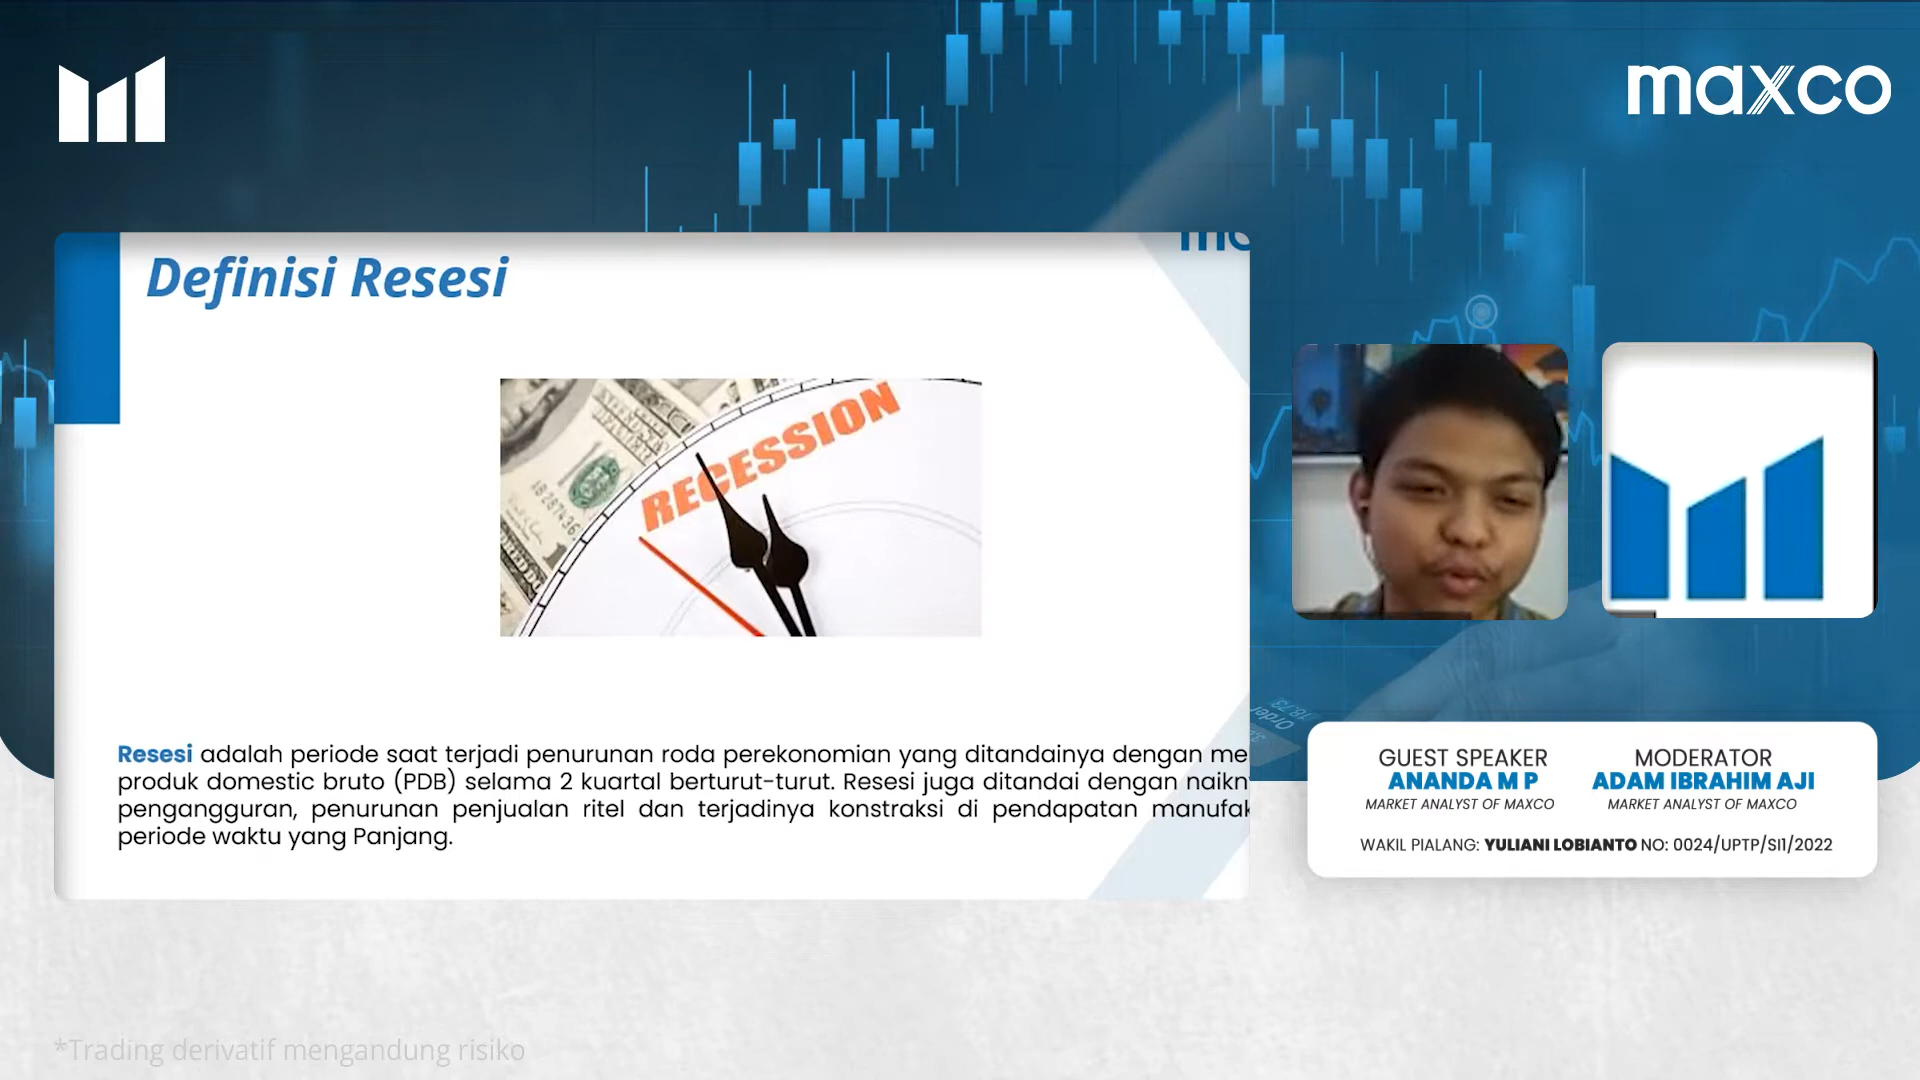 maxco
Definisi Resesi
RECESSION
Resesi adalah periode saat terjadi penurunan roda perekonomian yang ditandainya dengan me
produk domestic bruto (PDB) selama 2 kuartal berturut-turut. Resesi juga ditandai dengan naikn
pengangguran, penurunan penjualan ritel dan terjadinya konstraksi di pendapatan manufak
periode waktu yang Panjang.
Order
GUEST SPEAKER
ANANDA M P
MARKET ANALYST OF MAXCO
MODERATOR
ADAM IBRAHIM AJI
MARKET ANALYST OF MAXCO
WAKIL PIALANG: YULIANI LOBIANTO NO: 0024/UPTP/SI1/2022
*Trading derivatif mengandung risiko